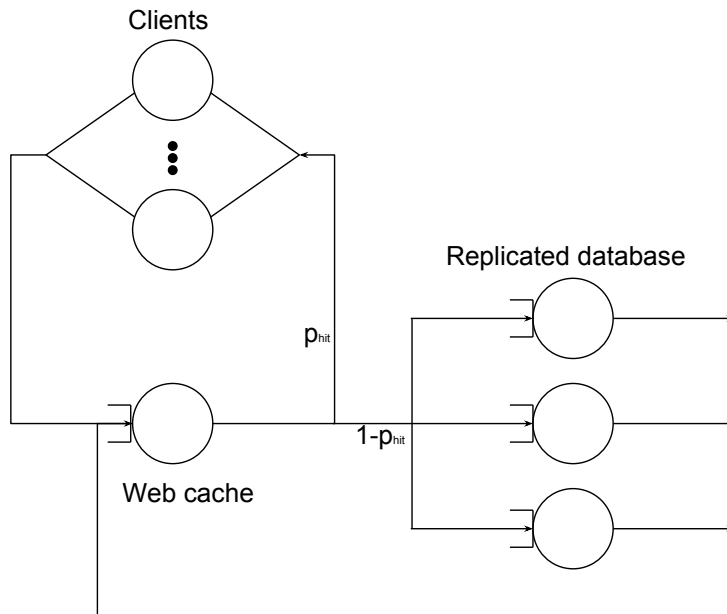 Clients
Replicated database
phit
1-phit
Web cache